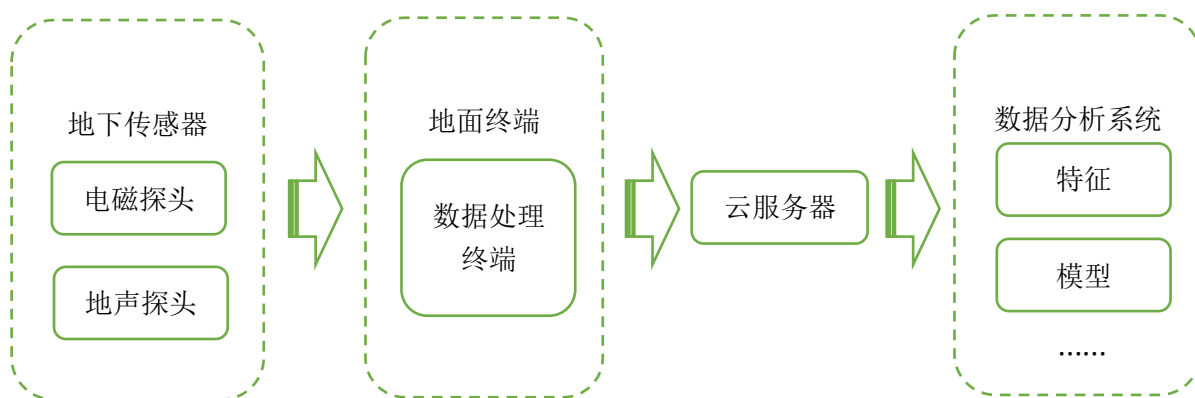 地下传感器
电磁探头
地声探头
地面终端
数据处理
终端
云服务器
数据分析系统
特征
模型
......